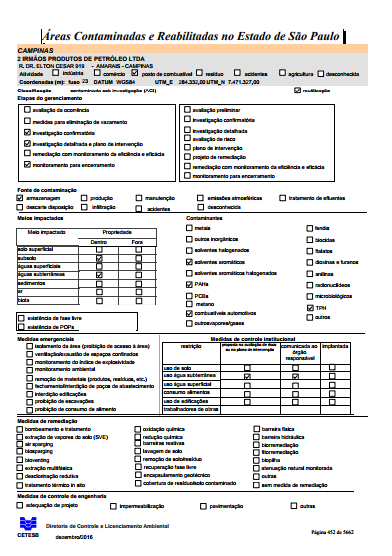 Áreas Contaminadas e Reabilitadas no Estado de São Paulo
CAMPINAS
2 IRMÃOS PRODUTOS DE PETRÓLEO LTDA
R. DR. ELTON CESAR 919 - AMARAIS - CAMPINAS
Atividade indústria comércio posto de combustível resíduo acidentes agricultura desconhecida
Coordenadas (m): fuso 23 DATUM WGS84 UTM_E 284.332,00 UTM_N 7.471.327,00
Classificação contaminada sob investigação (ACI) reutilização
Etapas do gerenciamento
avaliação da ocorrência
medidas para eliminação de vazamento
investigação confirmatória
investigação detalhada e plano de intervenção
remediação com monitoramento da eficiência e eficácia
monitoramento para encerramento
avaliação preliminar
investigação confirmatória
investigação detalhada
avaliação de risco
plano de intervenção
projeto de remediação
remediação com monitoramento da eficiência e eficácia
monitoramento para encerramento
Fonte de contaminação
armazenagem produção manutenção emissões atmosféricas tratamento de efluentes
descarte disposição infiltração acidentes desconhecida
Meios impactados
Meio impactado Propriedade
Dentro Fora
solo superficial
subsolo
águas superficiais
águas subterrâneas
sedimentos
ar
biota
existência de fase livre
existência de POPs
Contaminantes
metais
outros inorgânicos
solventes halogenados
solventes aromáticos
solventes aromáticos halogenados
PAHs
PCBs
metano
combustíveis automotivos
outros vapores/gases
fenóis
biocidas
ftalatos
dioxinas e furanos
anilinas
radionuclídeos
microbiológicos
TPH
outros
Medidas emergenciais
isolamento da área (proibição de acesso à área)
ventilação/exaustão de espaços confinados
monitoramento do índice de explosividade
monitoramento ambiental
remoção de materiais (produtos, resíduos, etc.)
fechamento/interdição de poços de abastecimento
interdição edificações
proibição de escavações
proibição de consumo de alimento
Medidas de controle institucional
restrição proposta na avaliação de risco ou no plano de intervenção comunicada ao órgão responsável implantada
uso de solo
uso água subterrânea
uso água superficial
consumo alimentos
uso de edificações
trabalhadores de obras
Medidas de remediação
bombeamento e tratamento
extração de vapores do solo (SVE)
air sparging
biosparging
bioventing
extração multifásica
descloração redutiva
tratamento térmico in situ
oxidação química
redução química
barreiras reativas
lavagem de solo
remoção de solo/resíduo
recuperação fase livre
encapsulamento geotécnico
cobertura de resíduo/solo contaminado
barreira física
barreira hidráulica
biorremediação
fitorremediação
biopilha
atenuação natural monitorada
outras
sem medida de remediação
Medidas de controle de engenharia
adequação de projeto impermeabilização pavimentação outras
CETESB
Diretoria de Controle e Licenciamento Ambiental
dezembro/2016
Página 452 de 5662